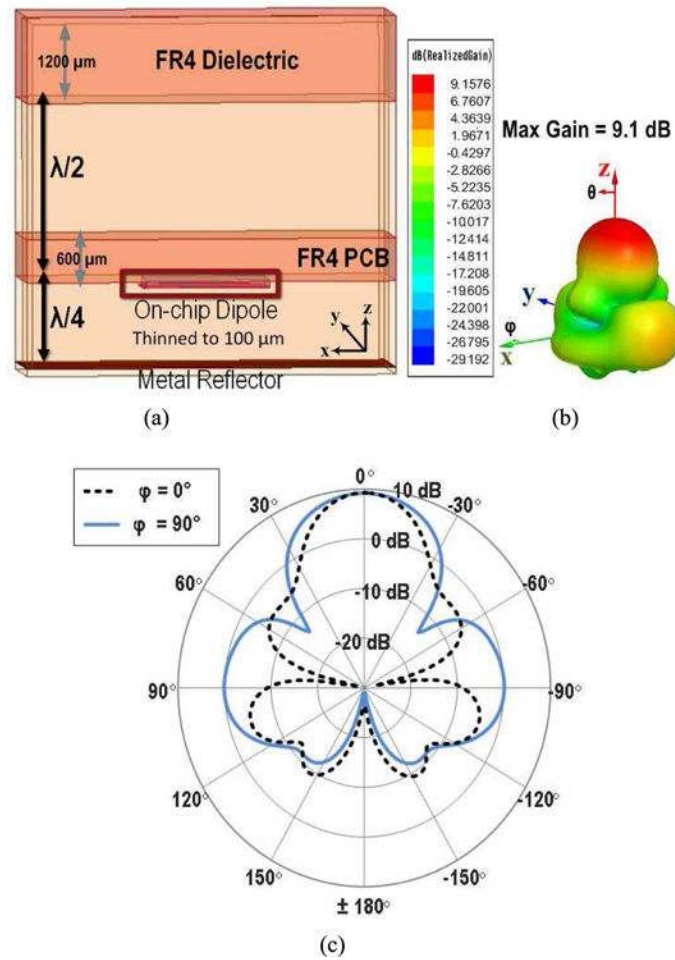 1200 µm
FR4 Dielectric
λ/2
600 µm
FR4 PCB
λ/4
On-chip Dipole
Thinned to 100 µm
y
z
x
Metal Reflector
(a)
dB(RealizedGain)
9.1576
6.7607
4.3639
1.9671
-0.4297
-2.8266
-5.2235
-7.6203
-10.017
-12.414
-14.811
-17.208
-19.605
-22.001
-24.398
-26.795
-29.192
Max Gain = 9.1 dB
z
θ
y
φ
x
(b)
φ = 0°
φ = 90°
0°
10 dB
30°
-30°
0 dB
60°
-60°
-10 dB
-20 dB
90°
-90°
120°
-120°
150°
-150°
± 180°
(c)